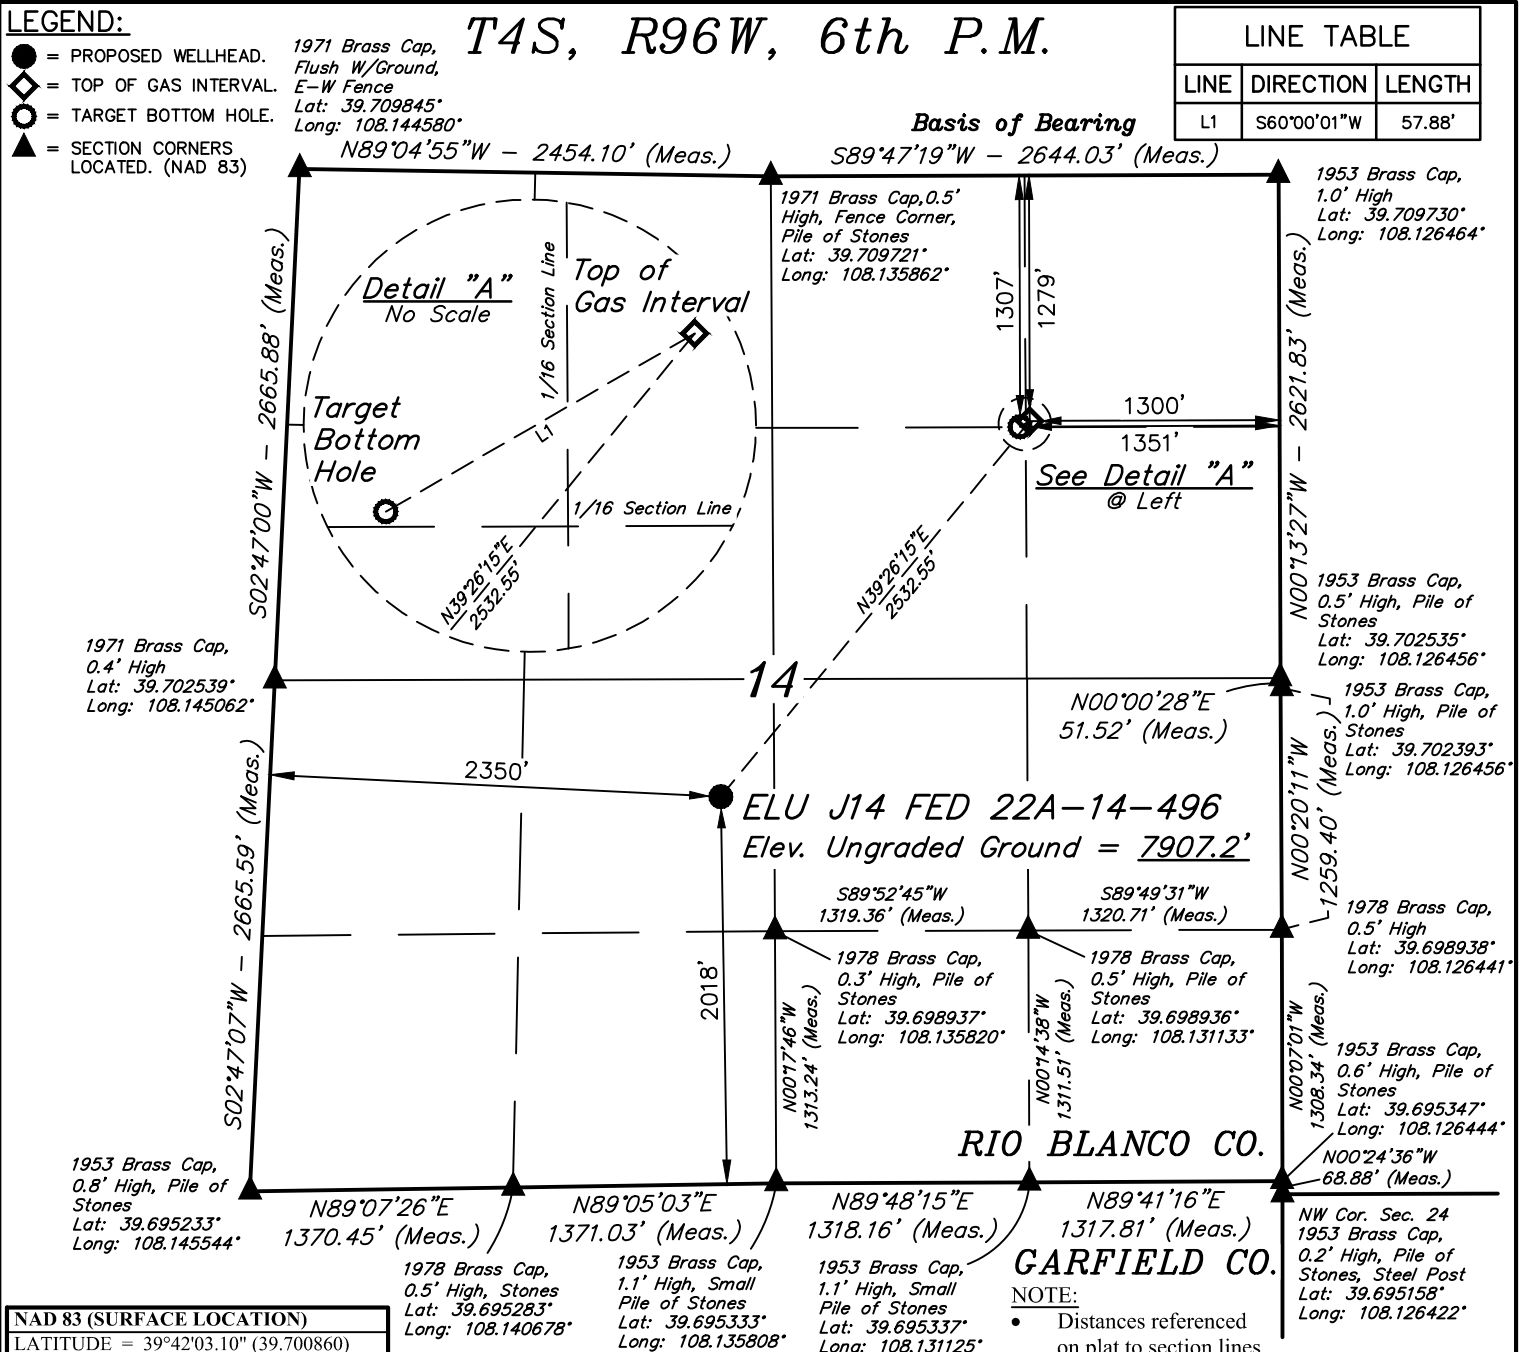 LEGEND:
= PROPOSED WELLHEAD.
= TOP OF GAS INTERVAL.
= TARGET BOTTOM HOLE.
= SECTION CORNERS
LOCATED. (NAD 83)
T4S, R96W, 6th P.M.
LINE TABLE
LINE DIRECTION LENGTH
L1 S60°00'01"W 57.88'
1971 Brass Cap,
Flush W/Ground,
E-W Fence
Lat: 39.709845°
Long: 108.144580°
N89°04'55"W - 2454.10' (Meas.)
Basis of Bearing
S89°47'19"W - 2644.03' (Meas.)
1953 Brass Cap,
1.0' High
Lat: 39.709730°
Long: 108.126464°
1971 Brass Cap,0.5'
High, Fence Corner,
Pile of Stones
Lat: 39.709721°
Long: 108.135862°
S02°47'00"W - 2665.88' (Meas.)
Detail "A"
No Scale
1/16 Section Line
Top of
Gas Interval
Target
Bottom
Hole
L1
1/16 Section Line
N39°26'15"E
2532.55'
1307'
1279'
1300'
1351'
See Detail "A"
@ Left
N39°26'15"E
2532.55'
N00°13'27"W - 2621.83' (Meas.)
1953 Brass Cap,
0.5' High, Pile of
Stones
Lat: 39.702535°
Long: 108.126456°
1971 Brass Cap,
0.4' High
Lat: 39.702539°
Long: 108.145062°
14
N00°00'28"E
51.52' (Meas.)
1953 Brass Cap,
1.0' High, Pile of
Stones
Lat: 39.702393°
Long: 108.126456°
N00°20'11"W
1259.40' (Meas.)
2350'
ELU J14 FED 22A-14-496
Elev. Ungraded Ground = 7907.2'
S02°47'07"W - 2665.59' (Meas.)
S89°52'45"W
1319.36' (Meas.)
S89°49'31"W
1320.71' (Meas.)
1978 Brass Cap,
0.5' High
Lat: 39.698938°
Long: 108.126441°
2018'
1978 Brass Cap,
0.3' High, Pile of
Stones
Lat: 39.698937°
Long: 108.135820°
1978 Brass Cap,
0.5' High, Pile of
Stones
Lat: 39.698936°
Long: 108.131133°
N00°17'46"W
1313.24' (Meas.)
N00°14'38"W
1311.51' (Meas.)
N00°07'01"W
1308.34' (Meas.)
1953 Brass Cap,
0.6' High, Pile of
Stones
Lat: 39.695347°
Long: 108.126444°
RIO BLANCO CO.
N00°24'36"W
68.88' (Meas.)
1953 Brass Cap,
0.8' High, Pile of
Stones
Lat: 39.695233°
Long: 108.145544°
N89°07'26"E
1370.45' (Meas.)
N89°05'03"E
1371.03' (Meas.)
N89°48'15"E
1318.16' (Meas.)
N89°41'16"E
1317.81' (Meas.)
NW Cor. Sec. 24
1953 Brass Cap,
0.2' High, Pile of
Stones, Steel Post
Lat: 39.695158°
Long: 108.126422°
GARFIELD CO.
1978 Brass Cap,
0.5' High, Stones
Lat: 39.695283°
Long: 108.140678°
1953 Brass Cap,
1.1' High, Small
Pile of Stones
Lat: 39.695333°
Long: 108.135808°
1953 Brass Cap,
1.1' High, Small
Pile of Stones
Lat: 39.695337°
Long: 108.131125°
NOTE:
• Distances referenced
on plat to section lines
NAD 83 (SURFACE LOCATION)
LATITUDE = 39°42'03.10" (39.700860)